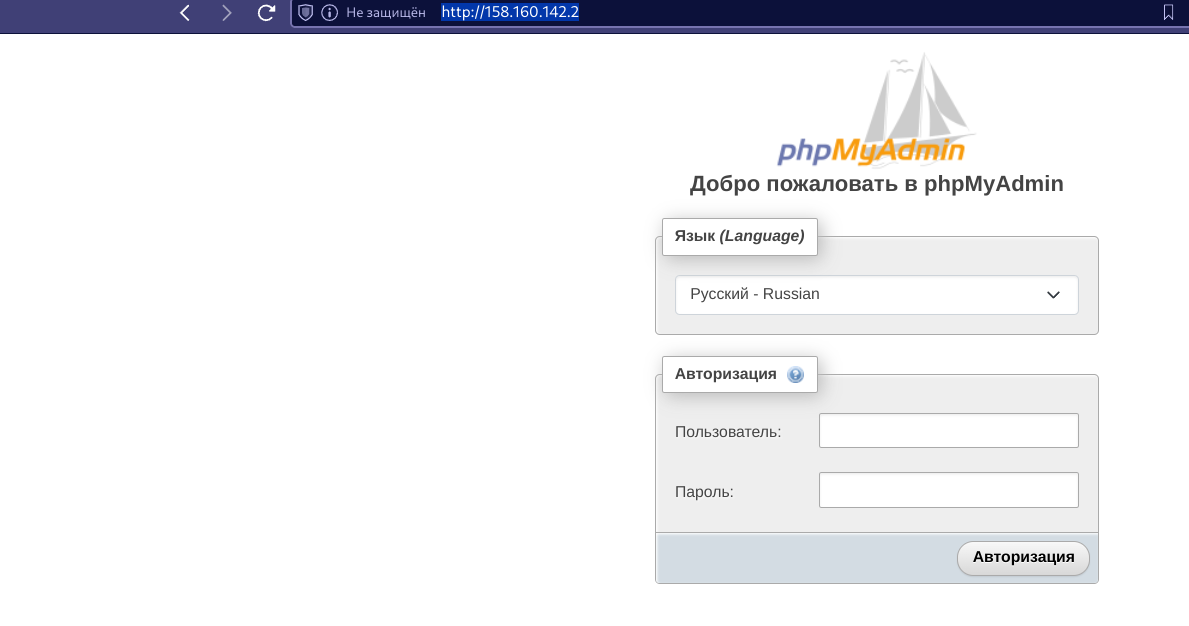 Не защищён http://158.160.142.2
phpMyAdmin
Добро пожаловать в phpMyAdmin
Язык (Language)
Русский - Russian
Авторизация
Пользователь:
Пароль:
Авторизация